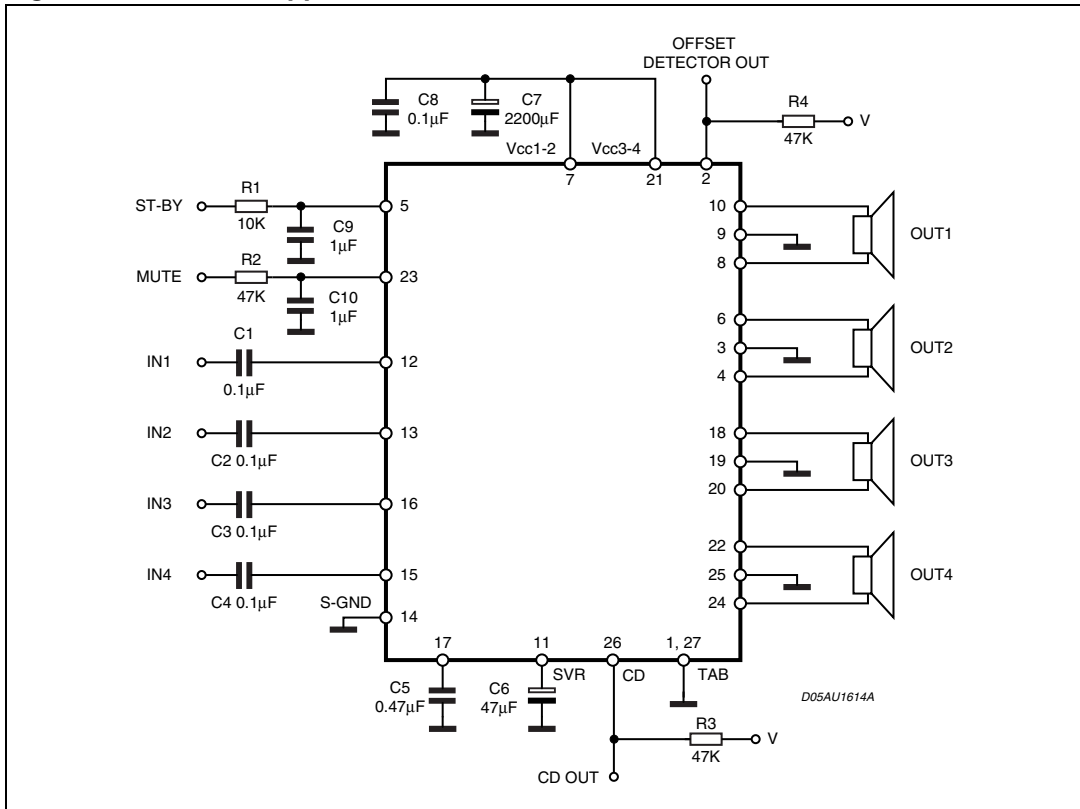 OFFSET
DETECTOR OUT
C8
0.1μF
C7
2200μF
R4
47K
V
Vcc1-2
Vcc3-4
7
21
2
ST-BY
R1
10K
5
C9
1μF
MUTE
R2
47K
23
C10
1μF
IN1
C1
0.1μF
12
IN2
C2 0.1μF
13
IN3
C3 0.1μF
16
IN4
C4 0.1μF
15
S-GND
14
10
9
8
OUT1
6
3
4
OUT2
18
19
20
OUT3
22
25
24
OUT4
17
11
26
1, 27
C5
0.47μF
C6
47μF
SVR
CD
TAB
D05AU1614A
R3
47K
V
CD OUT